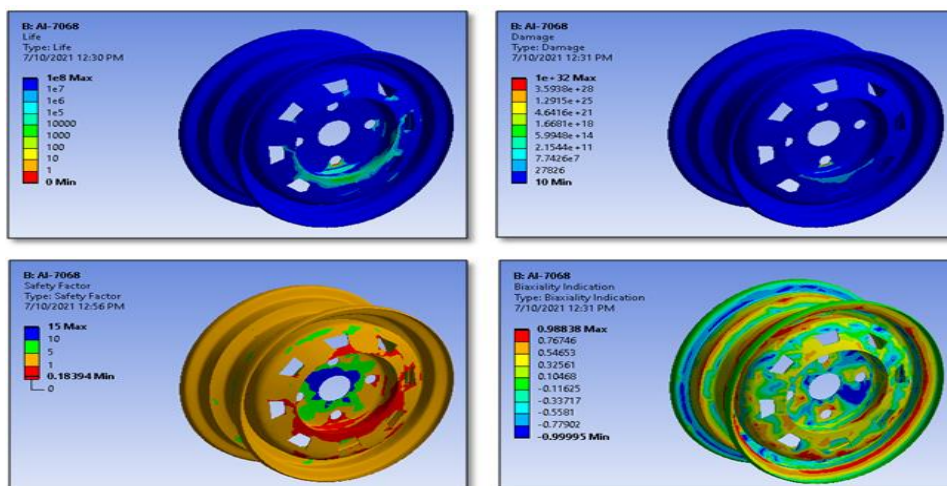 B: Al-7068
Life
Type: Life
7/10/2021 12:30 PM
1e8 Max
1e7
1e6
1e5
10000
1000
100
10
1
0 Min
B: Al-7068
Damage
Type: Damage
7/10/2021 12:31 PM
1e+32 Max
3.5938e+28
1.2915e+25
4.6416e+21
1.6681e+18
5.9948e+14
2.1544e+11
7.7426e7
27826
10 Min
B: Al-7068
Safety Factor
Type: Safety Factor
7/10/2021 12:56 PM
15 Max
10
5
1
0.18394 Min
0
B: Al-7068
Biaxiality Indication
Type: Biaxiality Indication
7/10/2021 12:31 PM
0.98838 Max
0.76746
0.54653
0.32561
0.10468
-0.11625
-0.33717
-0.5581
-0.77902
-0.99995 Min